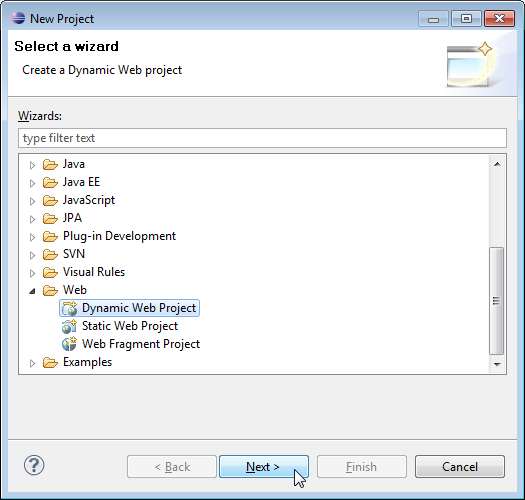 New Project
Select a wizard
Create a Dynamic Web project
Wizards:
type filter text
Java
Java EE
JavaScript
JPA
Plug-in Development
SVN
Visual Rules
Web
Dynamic Web Project
Static Web Project
Web Fragment Project
Examples
? < Back Next > Finish Cancel